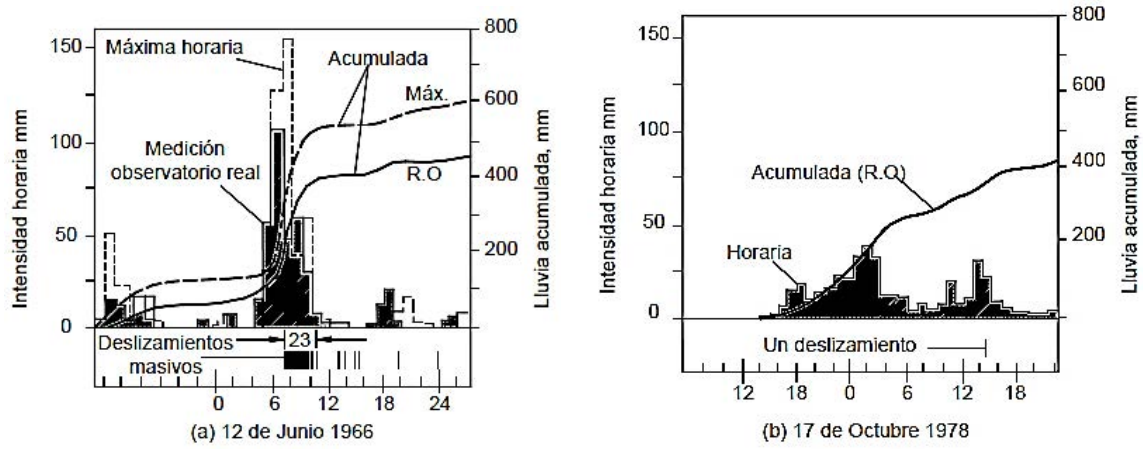 150
100
50
0
Intensidad horaria mm
Máxima horaria
Acumulada
Máx.
Medición
observatorio real
R.O
800
600
400
200
0
Lluvia acumulada, mm
Deslizamientos
masivos
23
0 6 12 18 24
(a) 12 de Junio 1966
150
100
50
0
Intensidad horaria mm
Acumulada (R.O)
Horaria
800
600
400
200
0
Lluvia acumulada, mm
Un deslizamiento
12 18 0 6 12 18
(b) 17 de Octubre 1978